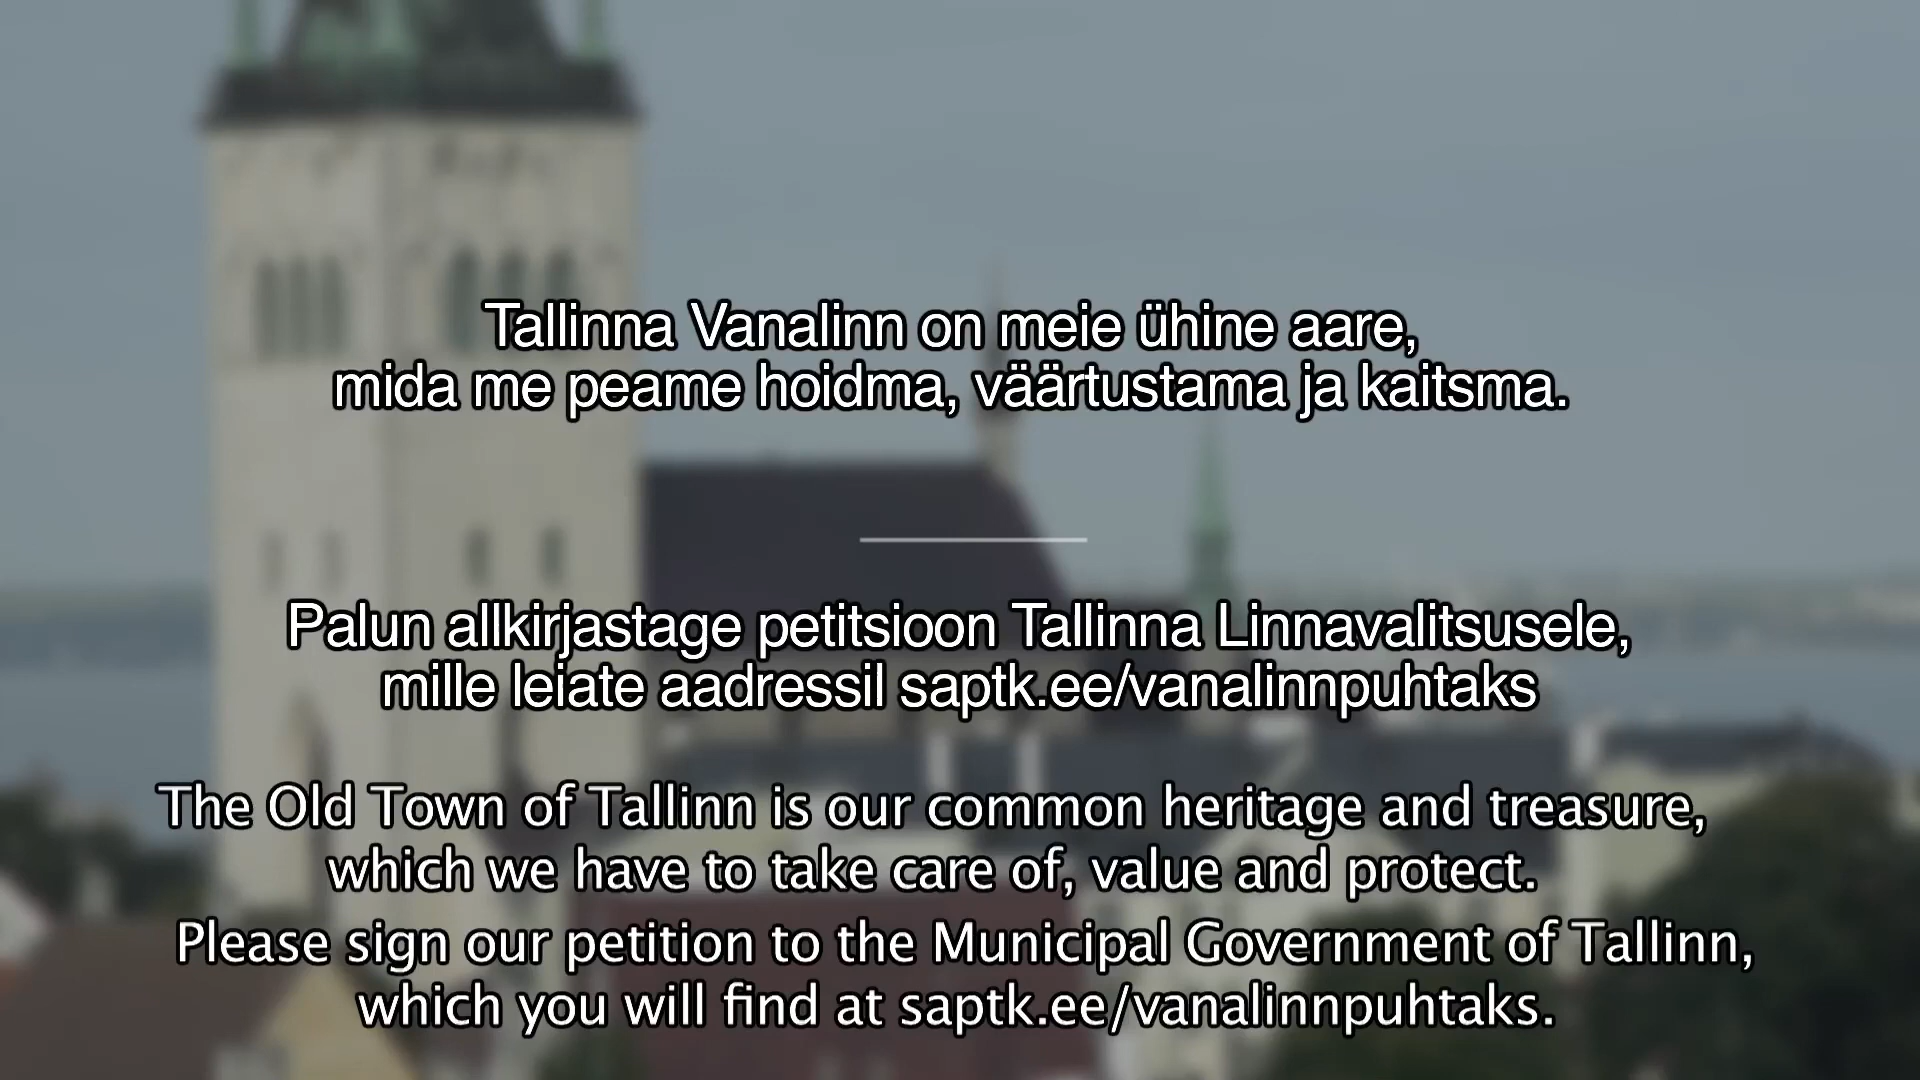 Tallinna Vanalinn on meie ühine aare,
mida me peame hoidma, väärtustama ja kaitsma.
Palun allkirjastage petitsioon Tallinna Linnavalitsusele,
mille leiate aadressil saptk.ee/vanalinnpuhtaks
The Old Town of Tallinn is our common heritage and treasure,
which we have to take care of, value and protect.
Please sign our petition to the Municipal Government of Tallinn,
which you will find at saptk.ee/vanalinnpuhtaks.